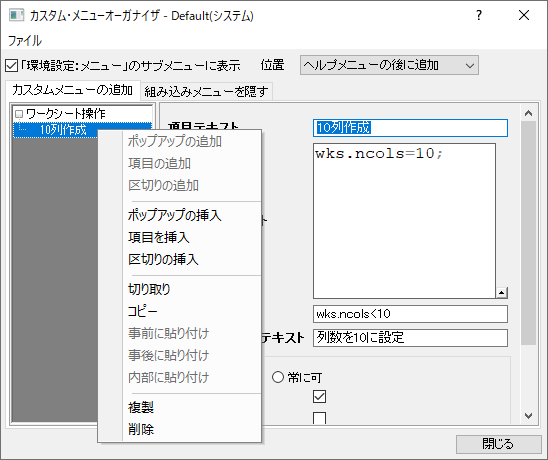 カスタム・メニューオーガナイザ - Default(システム)
ファイル
「環境設定:メニュー」のサブメニューに表示 位置 ヘルプメニューの後に追加
カスタムメニューの追加 組み込みメニューを隠す
ワークシート操作
10列作成
項目テキスト 10列作成
wks.ncols=10;
ポップアップの追加
項目の追加
区切りの追加
ポップアップの挿入
項目を挿入
区切りの挿入
切り取り
コピー
事前に貼り付け
事後に貼り付け
内部に貼り付け
複製
削除
ト
wks.ncols<10
テキスト 列数を10に設定
常に可
閉じる